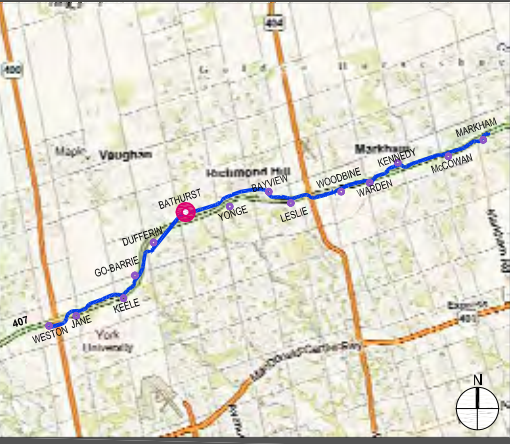 404
400
MARKHAM
Markham
Maple
Vaughan
KENNEDY
McCOWAN
Richmond Hill
BAYVIEW
WOODBINE
WARDEN
BATHURST
YONGE
LESLIE
DUFFERIN
GO-BARRIE
KEELE
407
WESTON
JANE
York
University
401
N